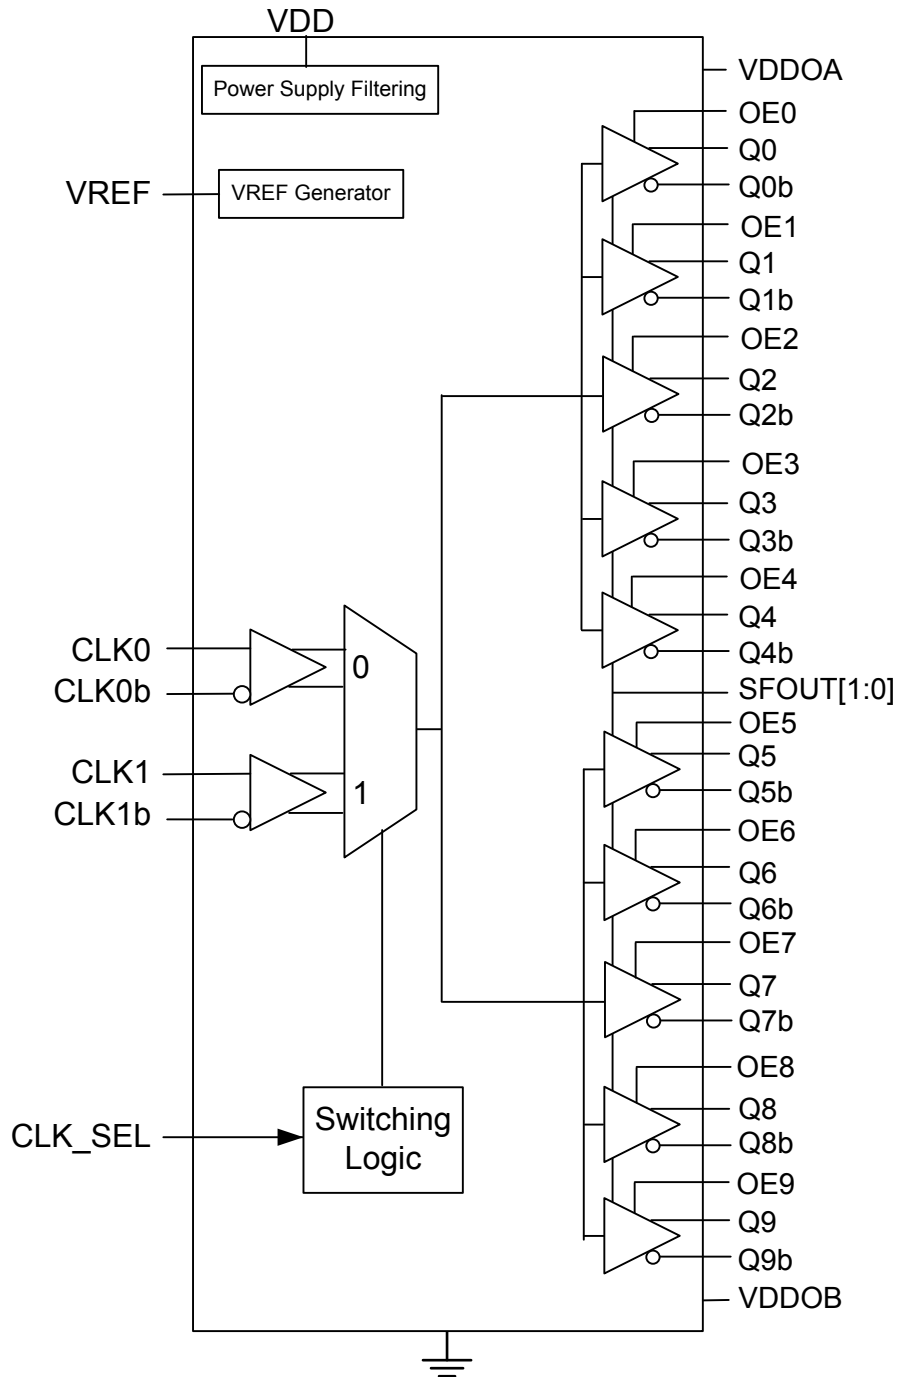 VDD
Power Supply Filtering
VDDOA
OE0
Q0
Q0b
VREF
VREF Generator
OE1
Q1
Q1b
OE2
Q2
Q2b
OE3
Q3
Q3b
OE4
Q4
Q4b
CLK0
CLK0b
0
SFOUT[1:0]
OE5
Q5
Q5b
CLK1
CLK1b
1
OE6
Q6
Q6b
OE7
Q7
Q7b
OE8
Q8
Q8b
CLK_SEL
Switching
Logic
OE9
Q9
Q9b
VDDOB